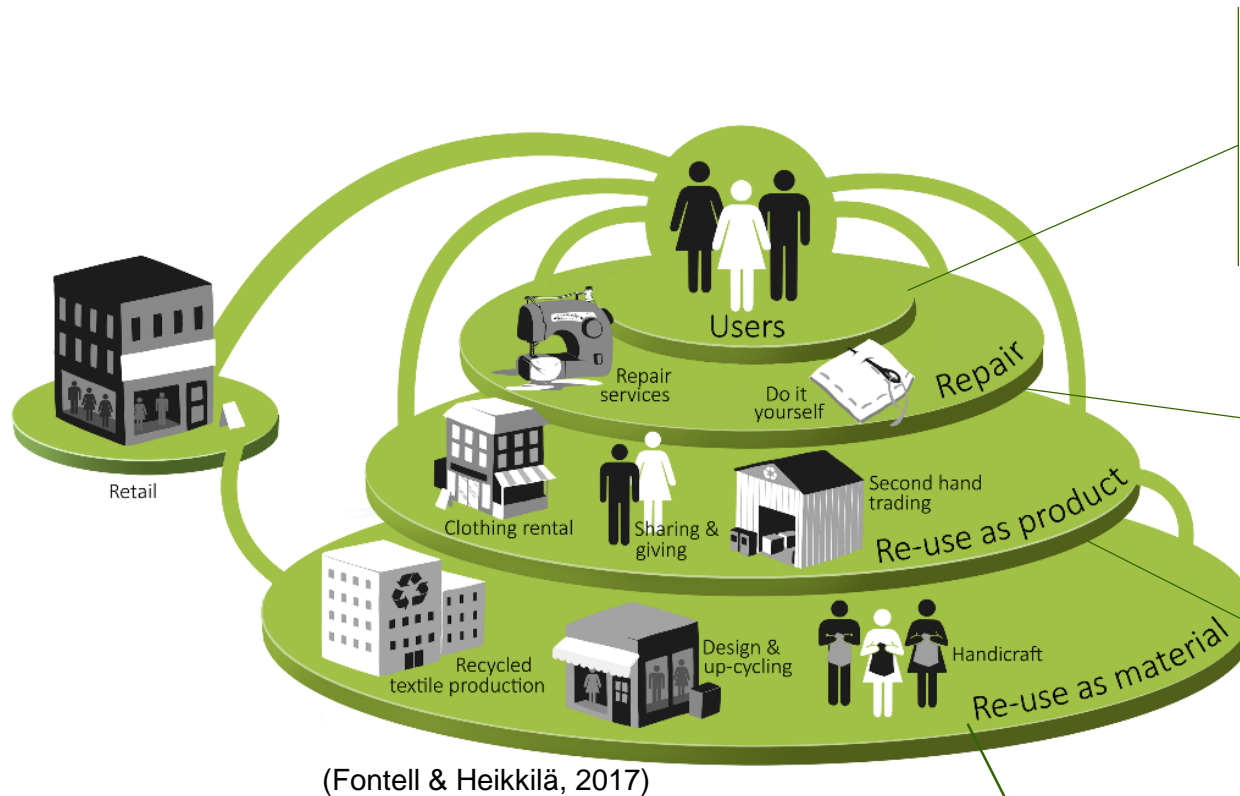 Users
Repair
services
Do it
yourself
Repair
Retail
Clothing rental
Sharing &
giving
Second hand
trading
Re-use as product
Recycled
textile production
Design &
up-cycling
Handicraft
Re-use as material
(Fontell & Heikkilä, 2017)